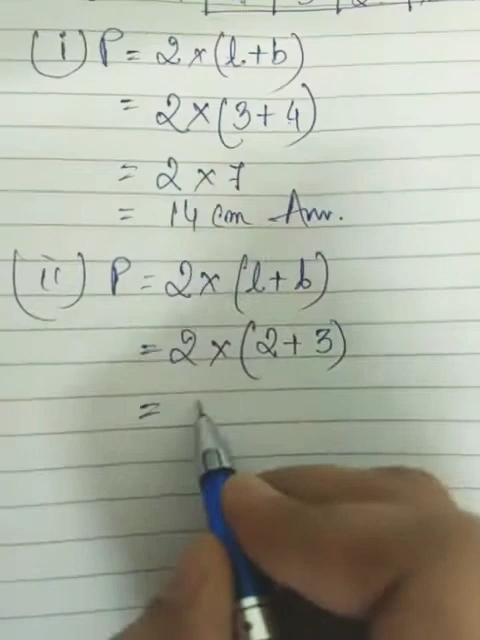 (i) P = 2 × (l + b)
= 2 × (3 + 4)
= 2 × 7
= 14 cm Ans.
(ii) P = 2 × (l + b)
= 2 × (2 + 3)
=